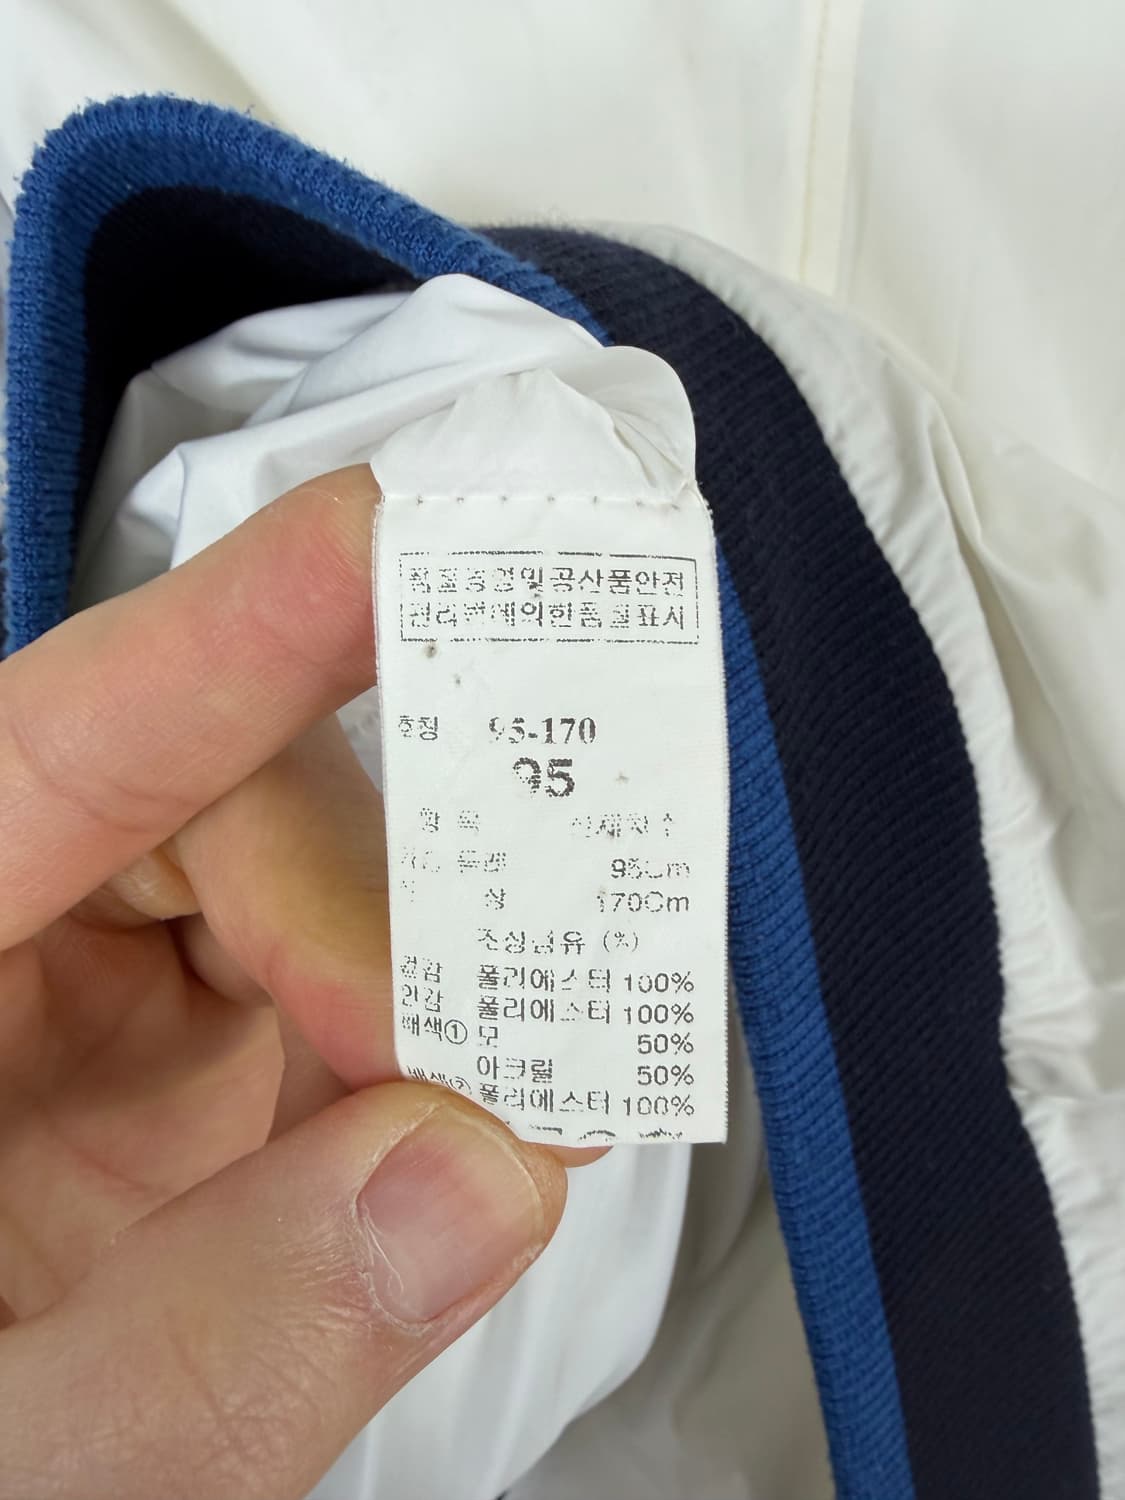 품질경영및공산품안전
관리법에의한품질표시
호칭 95-170
95
항 목 신체치수
가슴 둘레 95Cm
장 170Cm
조성섬유 (%)
겉감 폴리에스터 100%
안감 폴리에스터 100%
배색① 모 50%
아크릴 50%
배색② 폴리에스터 100%